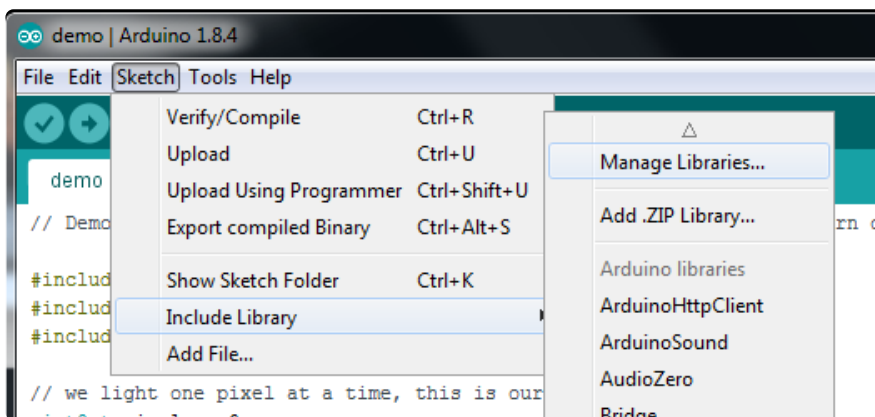 demo | Arduino 1.8.4
File Edit Sketch Tools Help
Verify/Compile Ctrl+R
Upload Ctrl+U
Upload Using Programmer Ctrl+Shift+U
Export compiled Binary Ctrl+Alt+S
Show Sketch Folder Ctrl+K
Include Library
Add File...
Manage Libraries...
Add .ZIP Library...
Arduino libraries
ArduinoHttpClient
ArduinoSound
AudioZero
Bridge
demo
// Demo
#includ
#includ
#includ
// we light one pixel at a time, this is our